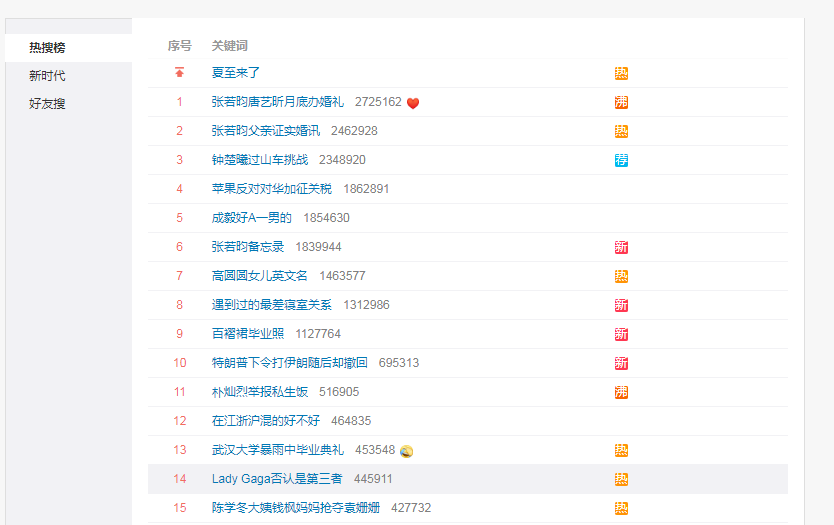 热搜榜
新时代
好友搜
序号 关键词
夏至来了 热
1 张若昀唐艺昕月底办婚礼 2725162 沸
2 张若昀父亲证实婚讯 2462928 热
3 钟楚曦过山车挑战 2348920 荐
4 苹果反对对华加征关税 1862891
5 成毅好A一男的 1854630
6 张若昀备忘录 1839944 新
7 高圆圆女儿英文名 1463577 热
8 遇到过的最差寝室关系 1312986 新
9 百褶裙毕业照 1127764 新
10 特朗普下令打伊朗随后却撤回 695313 新
11 朴灿烈举报私生饭 516905 沸
12 在江浙沪混的好不好 464835
13 武汉大学暴雨中毕业典礼 453548 热
14 Lady Gaga否认是第三者 445911 热
15 陈学冬大姨钱枫妈妈抢夺袁姗姗 427732 热